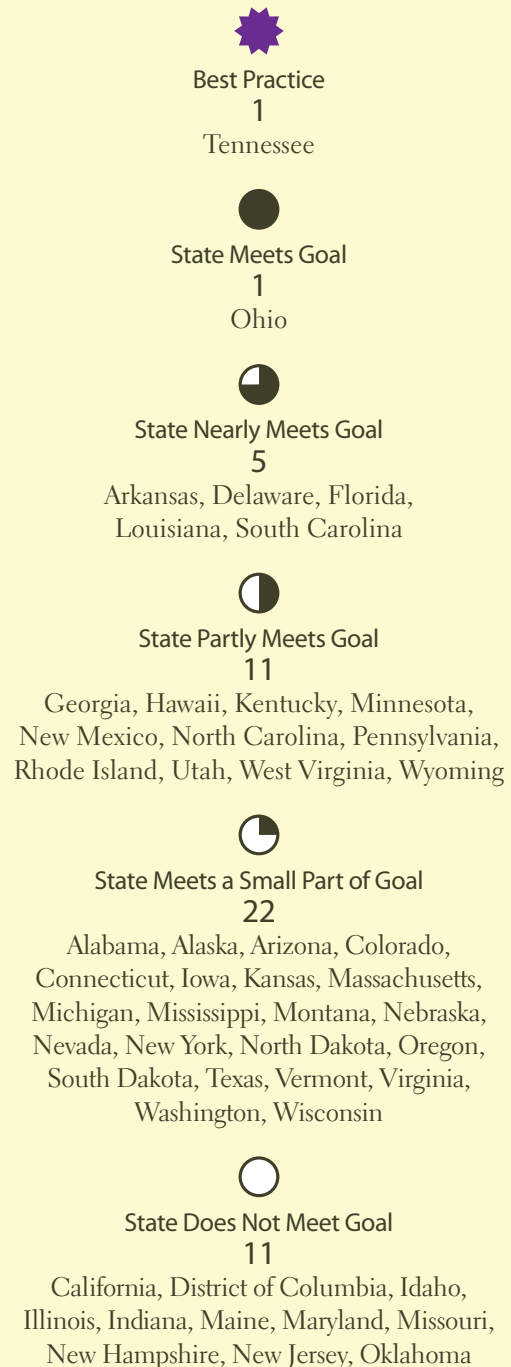 Best Practice
1
Tennessee
State Meets Goal
1
Ohio
State Nearly Meets Goal
5
Arkansas, Delaware, Florida,
Louisiana, South Carolina
State Partly Meets Goal
11
Georgia, Hawaii, Kentucky, Minnesota,
New Mexico, North Carolina, Pennsylvania,
Rhode Island, Utah, West Virginia, Wyoming
State Meets a Small Part of Goal
22
Alabama, Alaska, Arizona, Colorado,
Connecticut, Iowa, Kansas, Massachusetts,
Michigan, Mississippi, Montana, Nebraska,
Nevada, New York, North Dakota, Oregon,
South Dakota, Texas, Vermont, Virginia,
Washington, Wisconsin
State Does Not Meet Goal
11
California, District of Columbia, Idaho,
Illinois, Indiana, Maine, Maryland, Missouri,
New Hampshire, New Jersey, Oklahoma